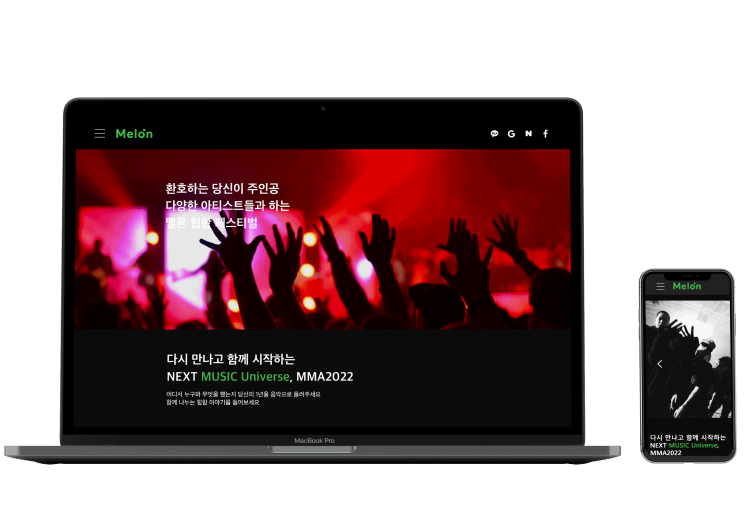 Melon
환호하는 당신이 주인공
다양한 아티스트들과 하는
멜론 힙합 페스티벌
다시 만나고 함께 시작하는
NEXT MUSIC Universe, MMA2022
어디서 누구와 무엇을 했는지 당신의 1년을 음악으로 들려주세요
함께 나누는 힙합 이야기를 들어보세요
MacBook Pro
Melon
다시 만나고 함께 시작하는
NEXT MUSIC Universe,
MMA2022